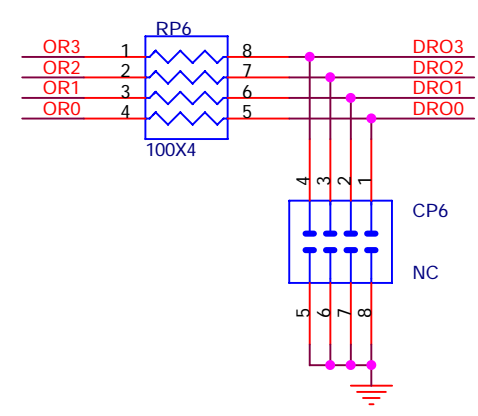 RP6
OR3 1 8 DRO3
OR2 2 7 DRO2
OR1 3 6 DRO1
OR0 4 5 DRO0
100X4
4 3 2 1
CP6
NC
5 6 7 8